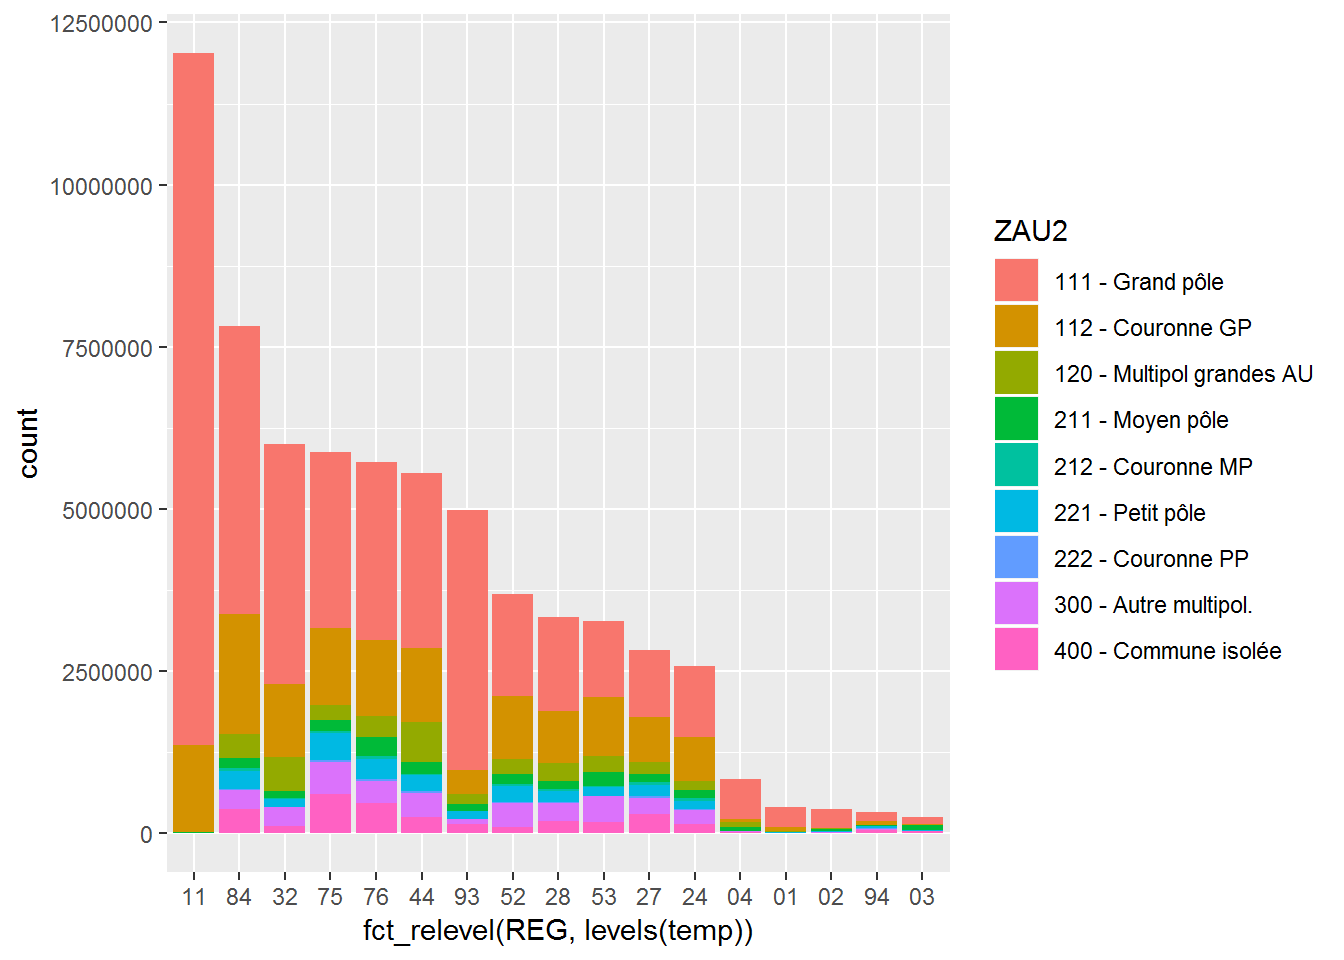 12500000
10000000
7500000
5000000
2500000
0
count
11 84 32 75 76 44 93 52 28 53 27 24 04 01 02 94 03
fct_relevel(REG, levels(temp))
ZAU2
111 - Grand pôle
112 - Couronne GP
120 - Multipol grandes AU
211 - Moyen pôle
212 - Couronne MP
221 - Petit pôle
222 - Couronne PP
300 - Autre multipol.
400 - Commune isolée